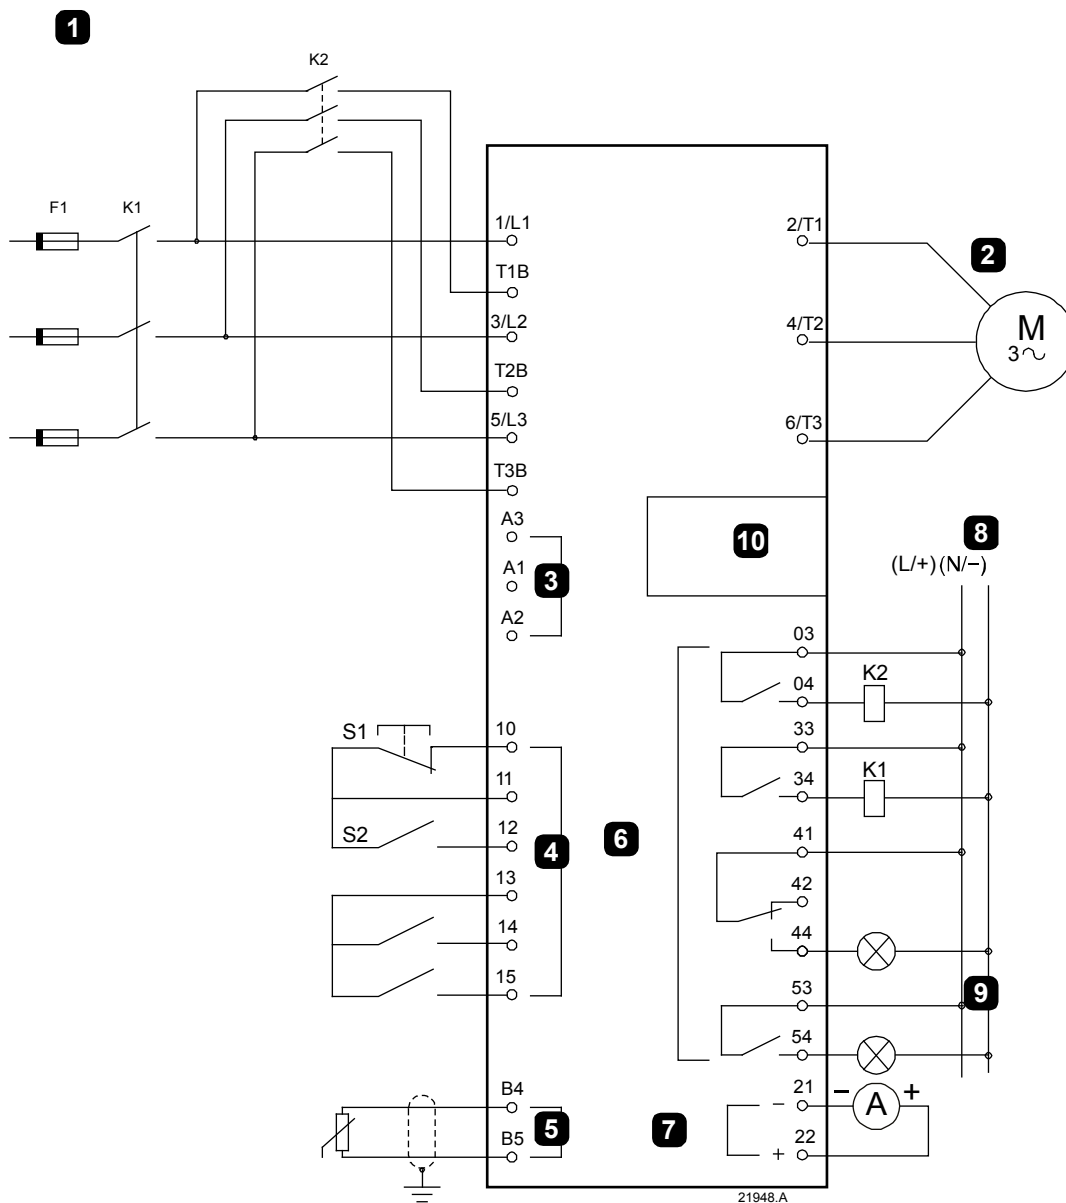 1
K2
F1
K1
1/L1
2/T1
2
T1B
3/L2
4/T2
M
3~
T2B
5/L3
6/T3
T3B
A3
10
8
A1
3
(L/+) (N/−)
A2
03
K2
04
S1
10
33
11
K1
34
S2
12
4
6
41
13
42
14
44
15
53
9
54
B4
21
− A +
5
7
−
B5
22
+
21948.A